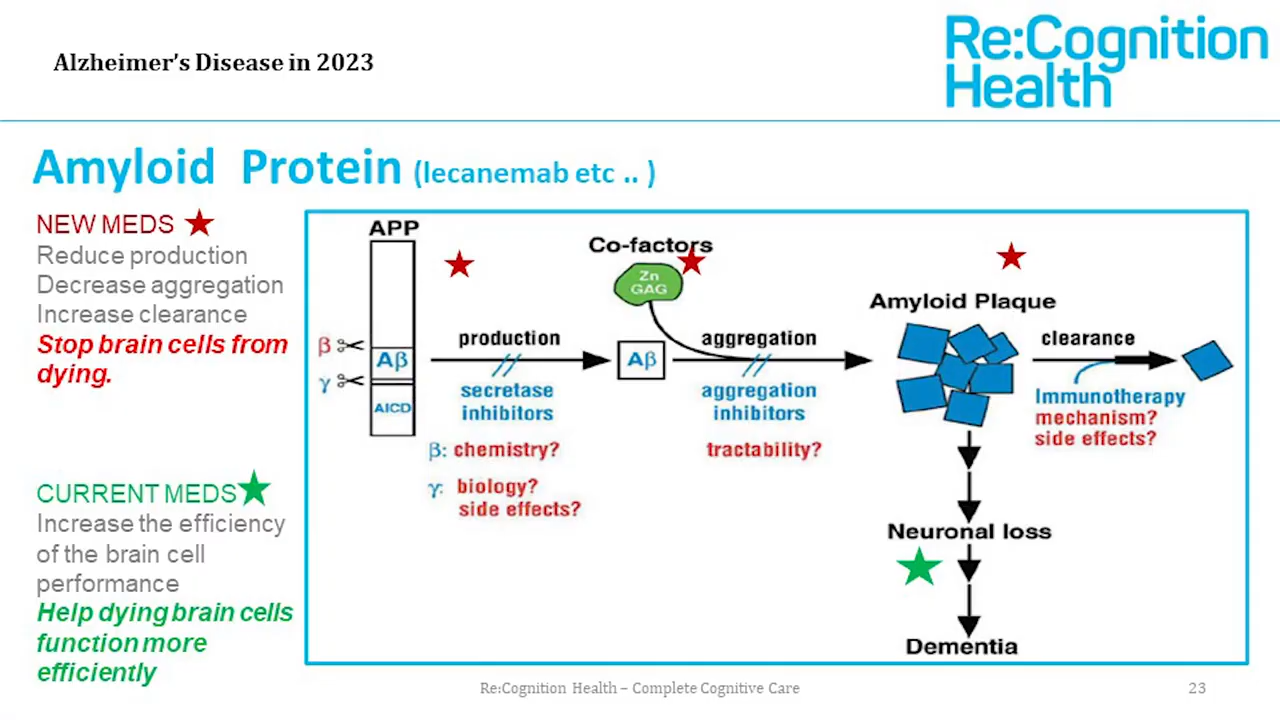 Alzheimer's Disease in 2023
Re:Cognition
Health
Amyloid Protein (lecanemab etc .. )
NEW MEDS
Reduce production
Decrease aggregation
Increase clearance
Stop brain cells from
dying.
CURRENT MEDS
Increase the efficiency
of the brain cell
performance
Help dying brain cells
function more
efficiently
APP
β
Aβ
γ
AICD
production
secretase
inhibitors
β: chemistry?
γ: biology?
side effects?
Co-factors
Zn
GAG
Aβ
aggregation
aggregation
inhibitors
tractability?
Amyloid Plaque
clearance
Immunotherapy
mechanism?
side effects?
Neuronal loss
Dementia
Re:Cognition Health – Complete Cognitive Care
23